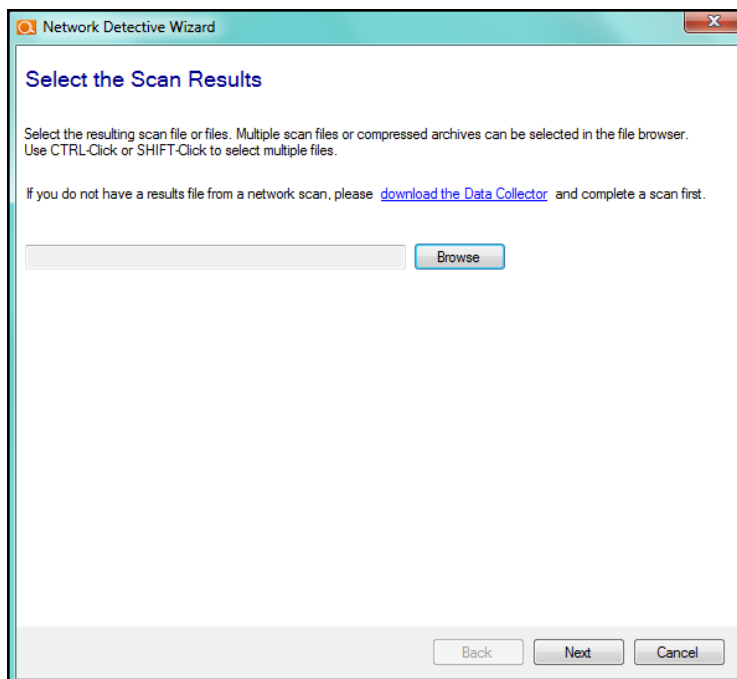 Network Detective Wizard
Select the Scan Results
Select the resulting scan file or files. Multiple scan files or compressed archives can be selected in the file browser.
Use CTRL-Click or SHIFT-Click to select multiple files.
If you do not have a results file from a network scan, please download the Data Collector and complete a scan first.
Browse
Back Next Cancel